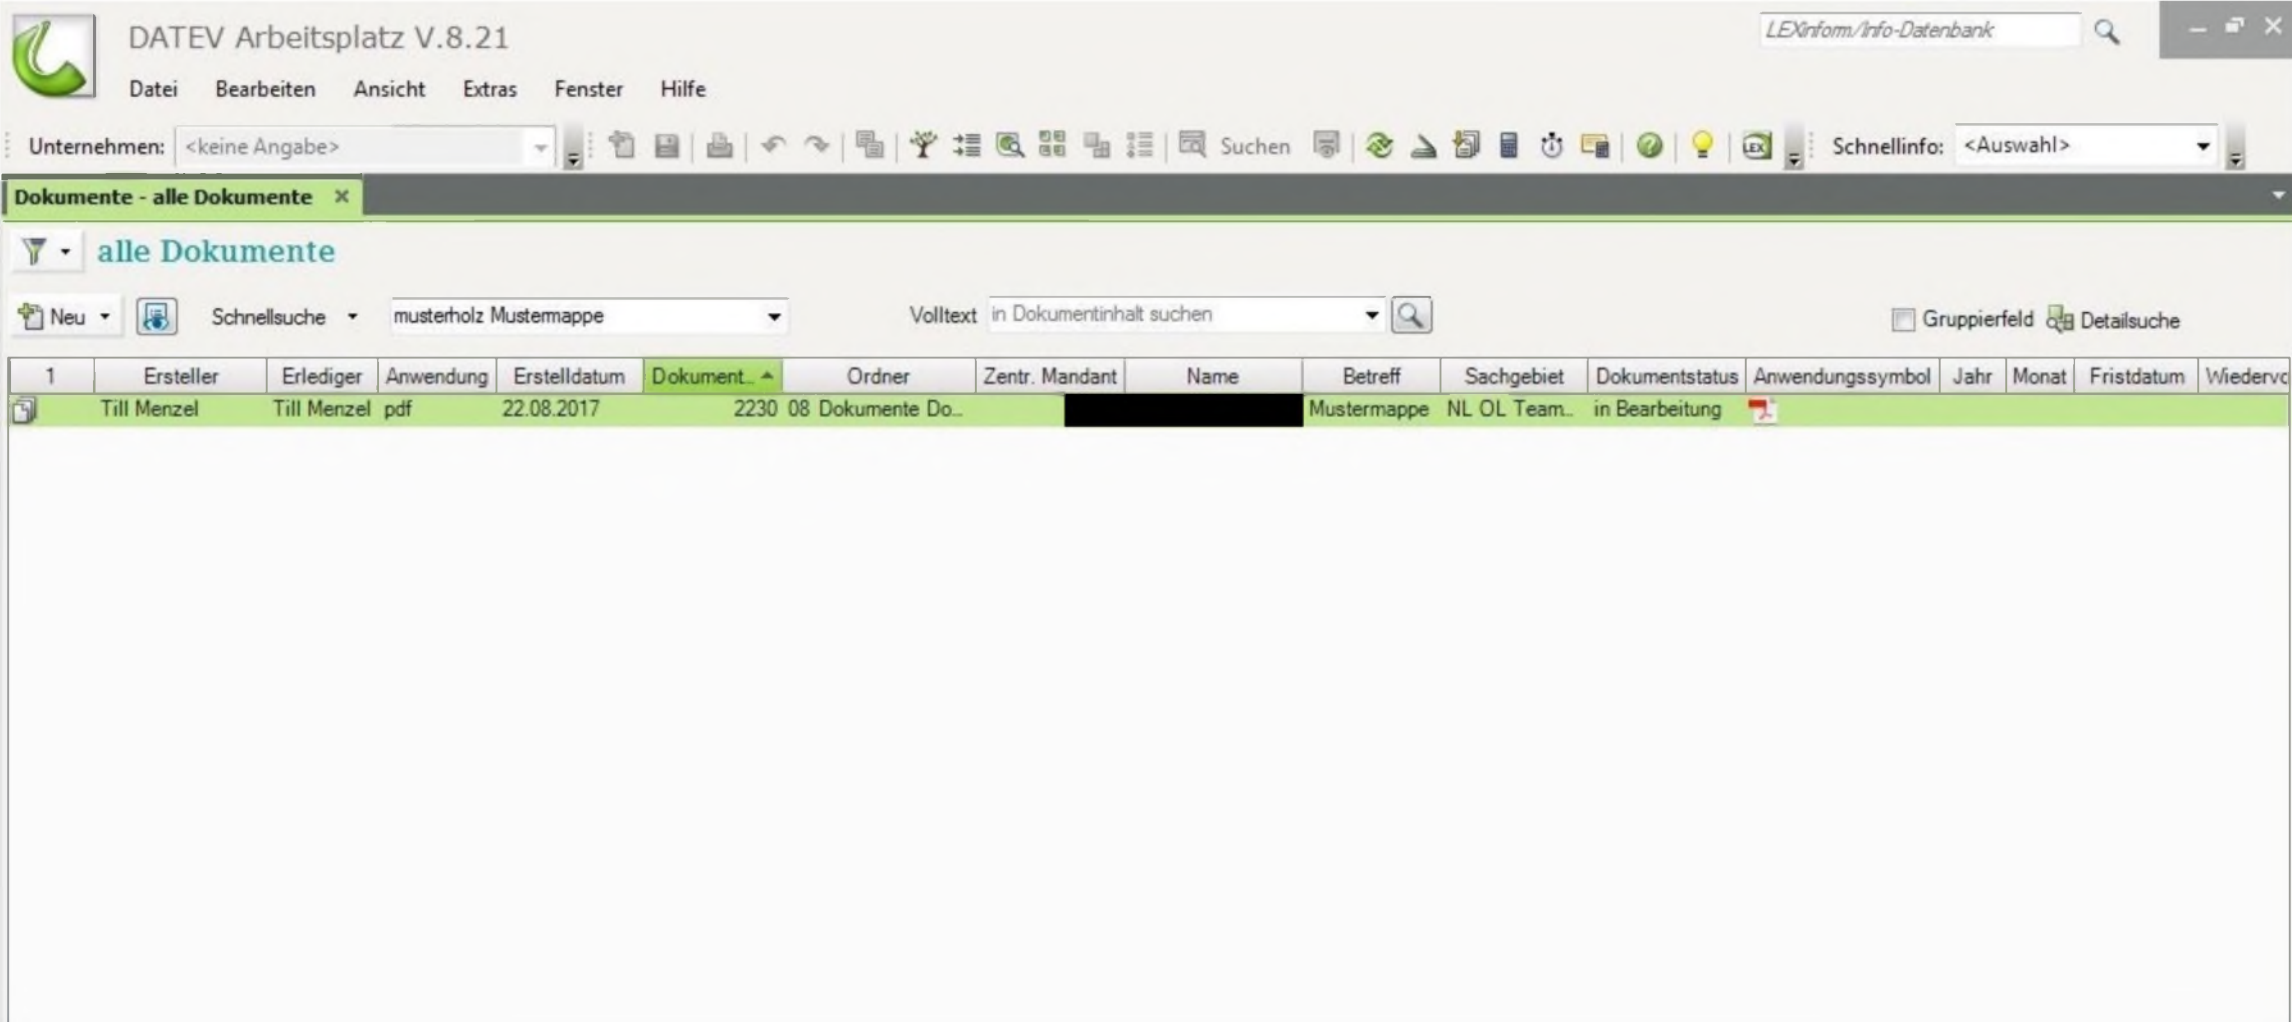 DATEV Arbeitsplatz V.8.21
LEXinform/Info-Datenbank
Datei Bearbeiten Ansicht Extras Fenster Hilfe
Unternehmen: <keine Angabe> Suchen LEX Schnellinfo: <Auswahl>
Dokumente - alle Dokumente
alle Dokumente
Neu Schnellsuche musterholz Mustermappe Volltext in Dokumentinhalt suchen Gruppierfeld Detailsuche
1 Ersteller Erlediger Anwendung Erstelldatum Dokument... Ordner Zentr. Mandant Name Betreff Sachgebiet Dokumentstatus Anwendungssymbol Jahr Monat Fristdatum Wiedervo
Till Menzel Till Menzel pdf 22.08.2017 2230 08 Dokumente Do... Mustermappe NL OL Team... in Bearbeitung